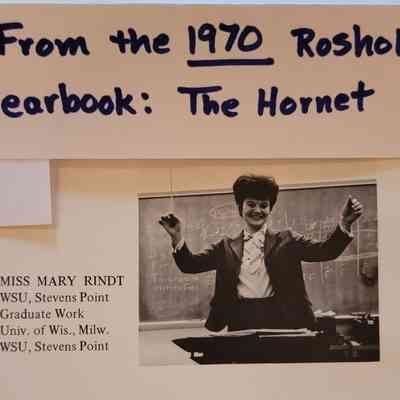 From the 1970 Roshol
earbook: The Hornet
MISS MARY RINDT
WSU, Stevens Point
Graduate Work
Univ. of Wis., Milw.
WSU, Stevens Point